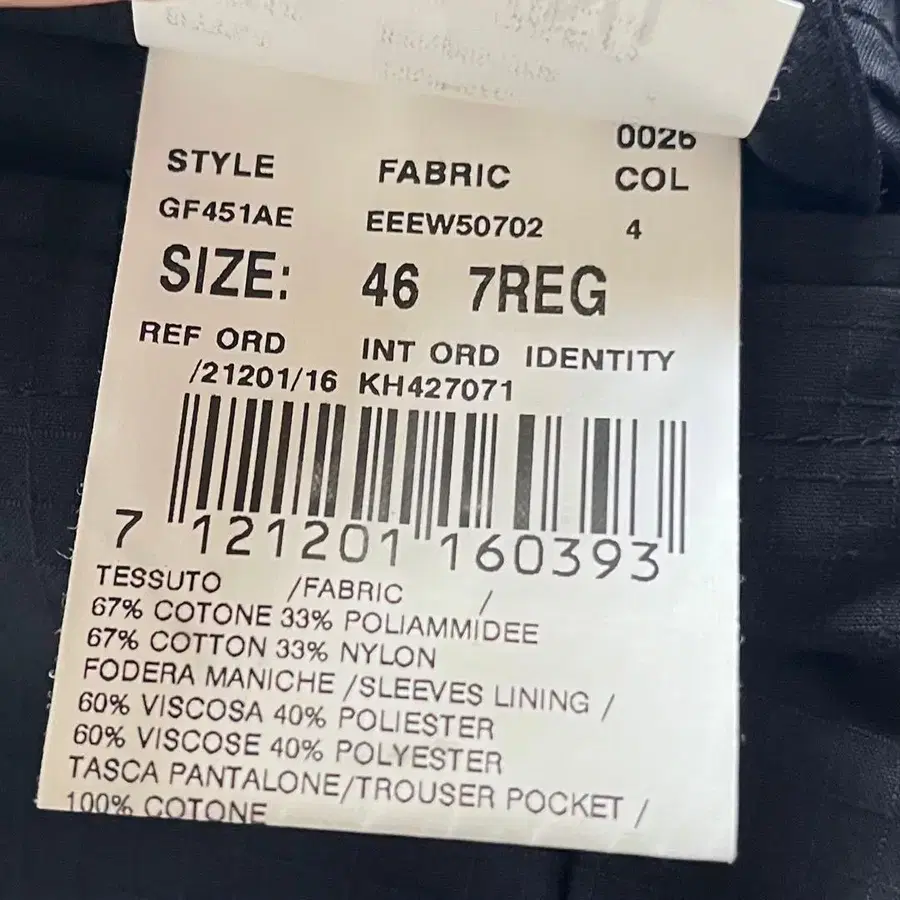 0026
STYLE FABRIC COL
GF451AE EEEW50702 4
SIZE: 46 7REG
REF ORD INT ORD IDENTITY
/21201/16 KH427071
7 121201 160393
TESSUTO /FABRIC /
67% COTONE 33% POLIAMMIDEE
67% COTTON 33% NYLON
FODERA MANICHE /SLEEVES LINING /
60% VISCOSA 40% POLIESTER
60% VISCOSE 40% POLYESTER
TASCA PANTALONE/TROUSER POCKET /
100% COTONE